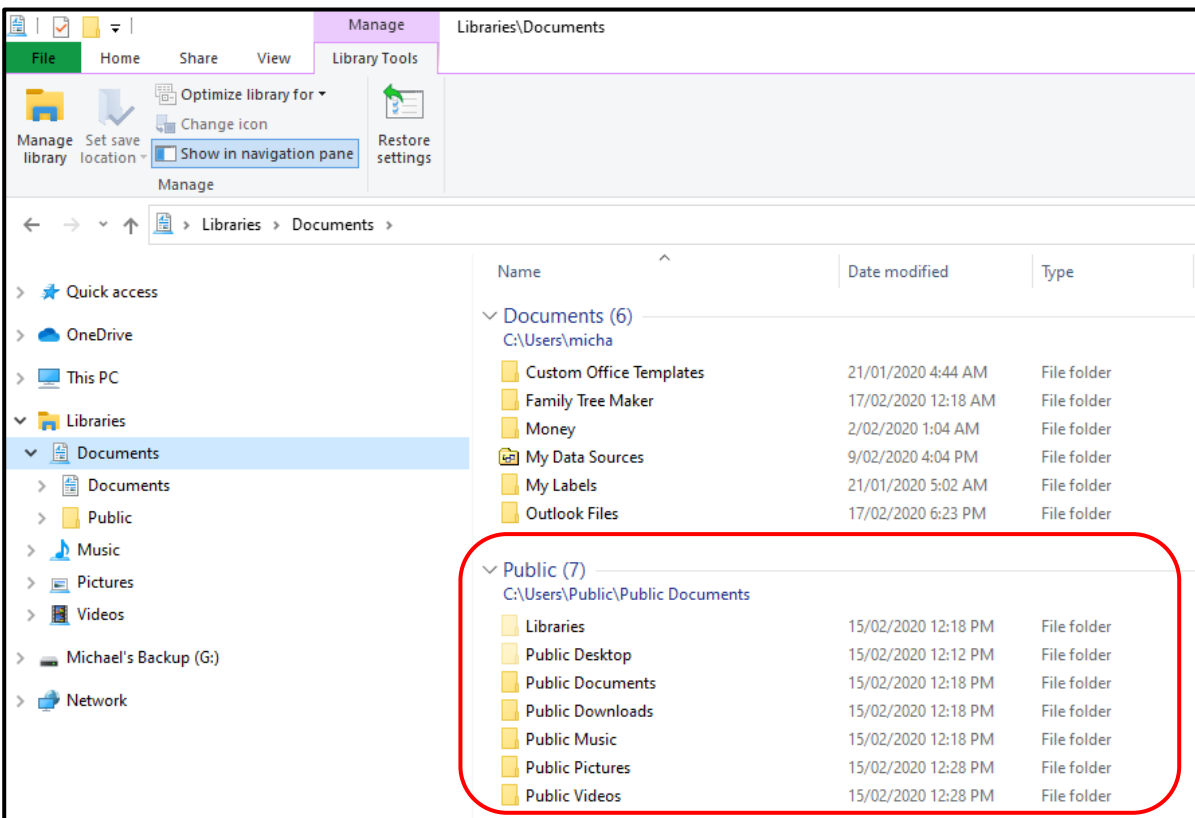 Manage Libraries\Documents
File Home Share View Library Tools
Manage library
Set save location
Optimize library for
Change icon
Show in navigation pane
Restore settings
Manage
Libraries > Documents >
Quick access
OneDrive
This PC
Libraries
Documents
Documents
Public
Music
Pictures
Videos
Michael's Backup (G:)
Network
Name Date modified Type
Documents (6)
C:\Users\micha
Custom Office Templates 21/01/2020 4:44 AM File folder
Family Tree Maker 17/02/2020 12:18 AM File folder
Money 2/02/2020 1:04 AM File folder
My Data Sources 9/02/2020 4:04 PM File folder
My Labels 21/01/2020 5:02 AM File folder
Outlook Files 17/02/2020 6:23 PM File folder
Public (7)
C:\Users\Public\Public Documents
Libraries 15/02/2020 12:18 PM File folder
Public Desktop 15/02/2020 12:12 PM File folder
Public Documents 15/02/2020 12:18 PM File folder
Public Downloads 15/02/2020 12:18 PM File folder
Public Music 15/02/2020 12:18 PM File folder
Public Pictures 15/02/2020 12:28 PM File folder
Public Videos 15/02/2020 12:28 PM File folder